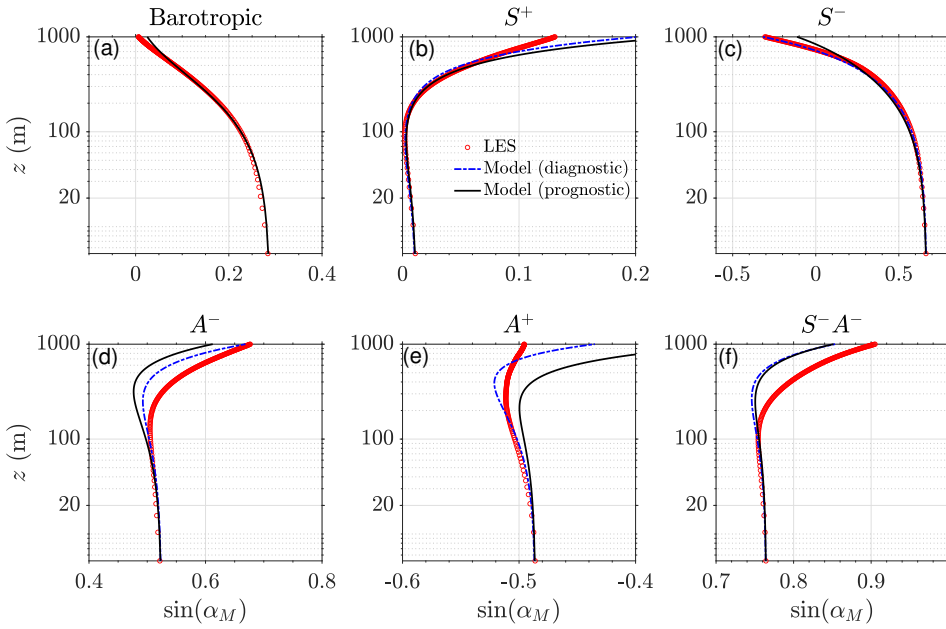 Barotropic
S⁺
S⁻
(a)
(b)
(c)
1000
100
20
z (m)
0
0.2
0.4
1000
100
20
LES
Model (diagnostic)
Model (prognostic)
0
0.1
0.2
1000
100
20
-0.5
0
0.5
A⁻
A⁺
S⁻A⁻
(d)
(e)
(f)
1000
100
20
z (m)
0.4
0.6
0.8
sin(α_M)
1000
100
20
-0.6
-0.5
-0.4
sin(α_M)
1000
100
20
0.7
0.8
0.9
sin(α_M)